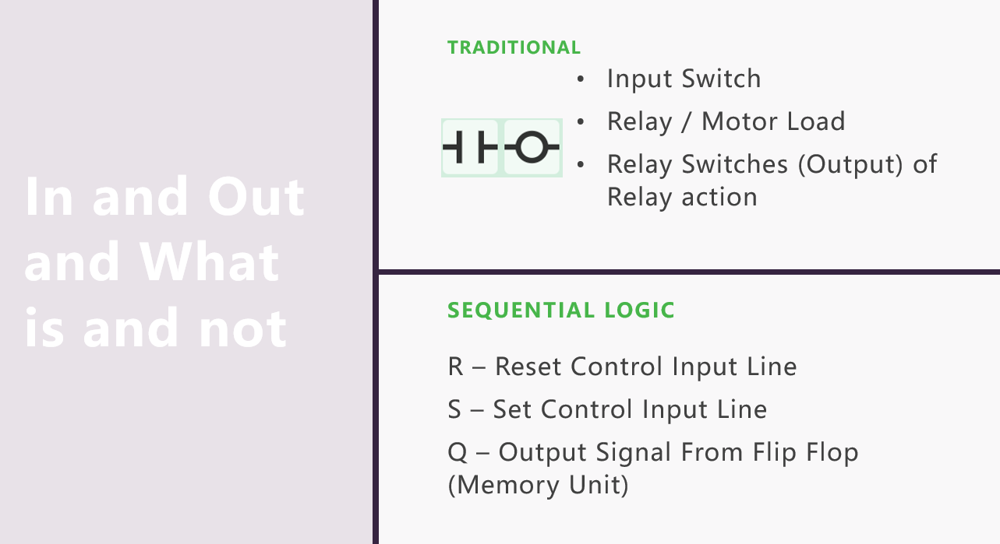 In and Out
and What
is and not
TRADITIONAL
• Input Switch
• Relay / Motor Load
• Relay Switches (Output) of
Relay action
SEQUENTIAL LOGIC
R – Reset Control Input Line
S – Set Control Input Line
Q – Output Signal From Flip Flop
(Memory Unit)